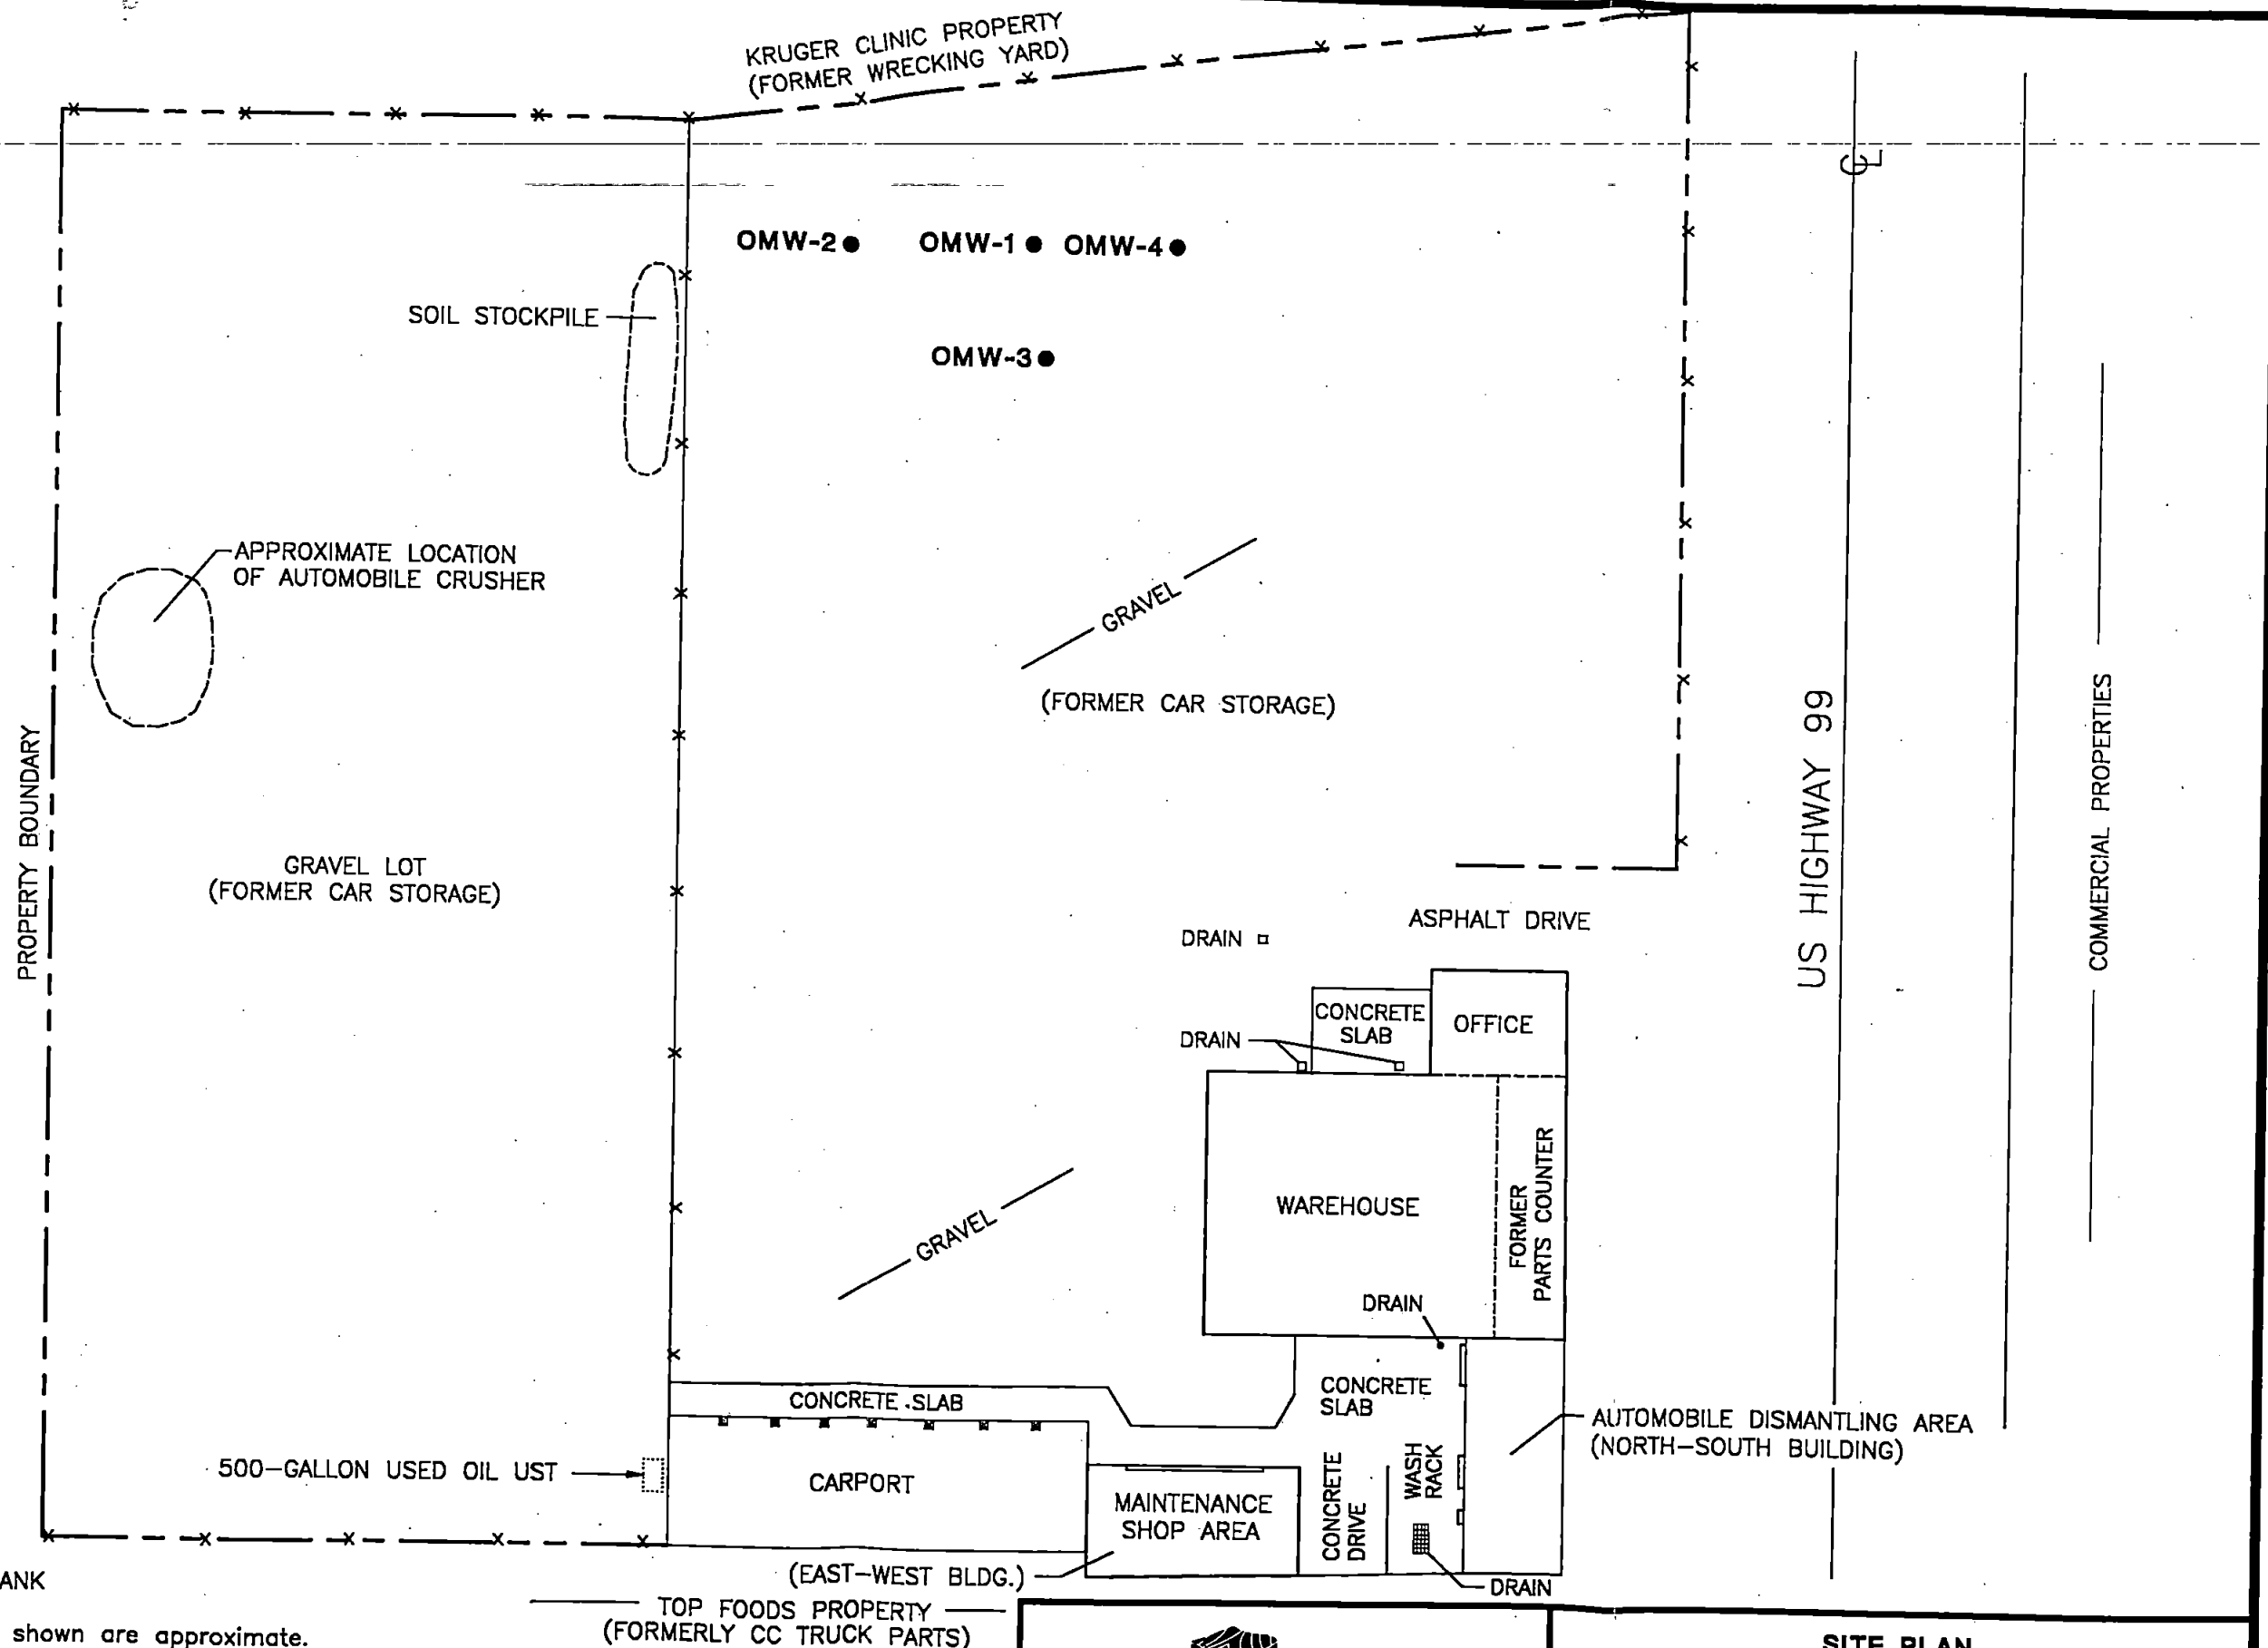 KRUGER CLINIC PROPERTY
(FORMER WRECKING YARD)
℄
OMW-2
OMW-1
OMW-4
SOIL STOCKPILE
OMW-3
APPROXIMATE LOCATION
OF AUTOMOBILE CRUSHER
GRAVEL
(FORMER CAR STORAGE)
PROPERTY BOUNDARY
US HIGHWAY 99
COMMERCIAL PROPERTIES
GRAVEL LOT
(FORMER CAR STORAGE)
ASPHALT DRIVE
DRAIN
CONCRETE
SLAB
OFFICE
DRAIN
WAREHOUSE
FORMER
PARTS COUNTER
GRAVEL
DRAIN
CONCRETE SLAB
CONCRETE
SLAB
AUTOMOBILE DISMANTLING AREA
(NORTH-SOUTH BUILDING)
500-GALLON USED OIL UST
CARPORT
MAINTENANCE
SHOP AREA
CONCRETE
DRIVE
WASH
RACK
(EAST-WEST BLDG.)
DRAIN
ANK
TOP FOODS PROPERTY
(FORMERLY CC TRUCK PARTS)
shown are approximate.
SITE PLAN